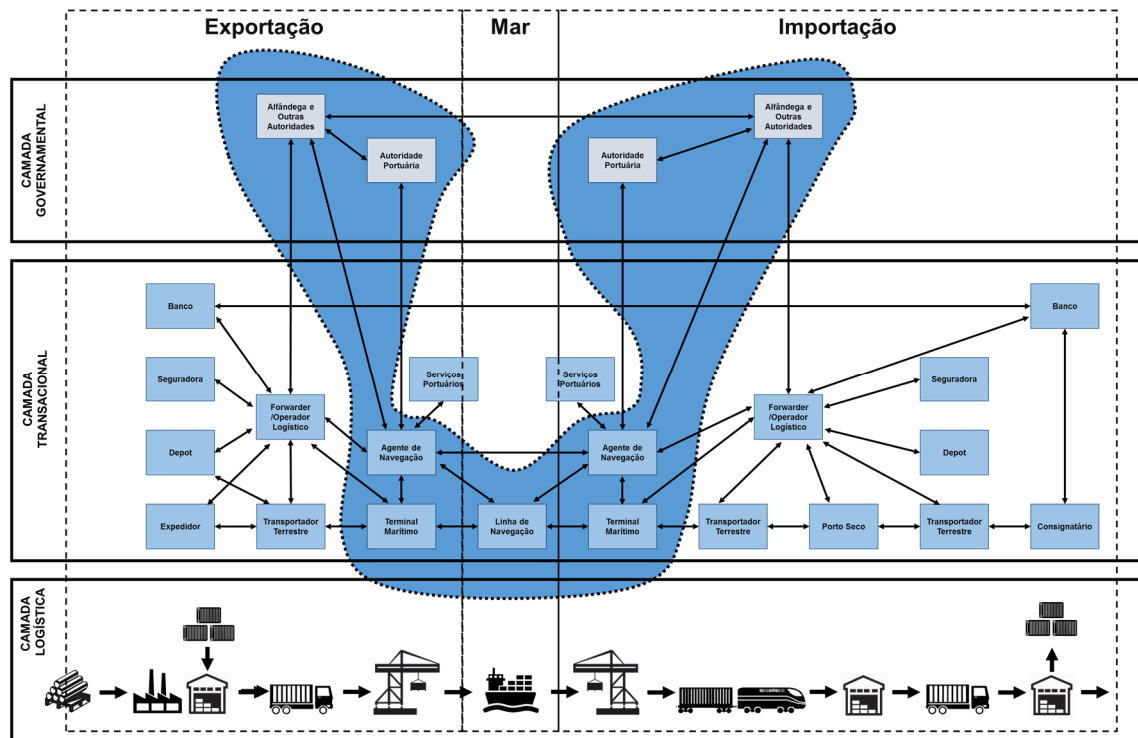 Exportação
Mar
Importação
CAMADA
GOVERNAMENTAL
Alfândega e
Outras
Autoridades
Alfândega e
Outras
Autoridades
Autoridade
Portuária
Autoridade
Portuária
CAMADA
TRANSACIONAL
Banco
Banco
Seguradora
Serviços
Portuários
Serviços
Portuários
Seguradora
Forwarder
/Operador
Logístico
Forwarder
/Operador
Logístico
Depot
Agente de
Navegação
Agente de
Navegação
Depot
Expedidor
Transportador
Terrestre
Terminal
Marítimo
Linha de
Navegação
Terminal
Marítimo
Transportador
Terrestre
Porto Seco
Transportador
Terrestre
Consignatário
CAMADA
LOGÍSTICA